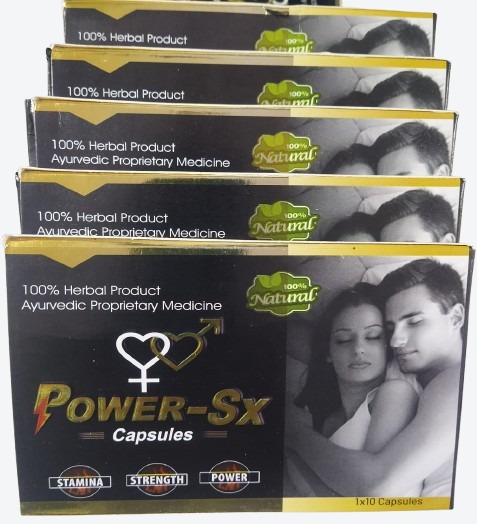 100% Herbal Product
100%
Natural
100% Herbal Product
100%
Natural
100% Herbal Product
Ayurvedic Proprietary Medicine
100%
Natural
100% Herbal Product
Ayurvedic Proprietary Medicine
100%
Natural
100% Herbal Product
Ayurvedic Proprietary Medicine
100%
Natural
POWER-SX
Capsules
STAMINA
STRENGTH
POWER
1x10 Capsules